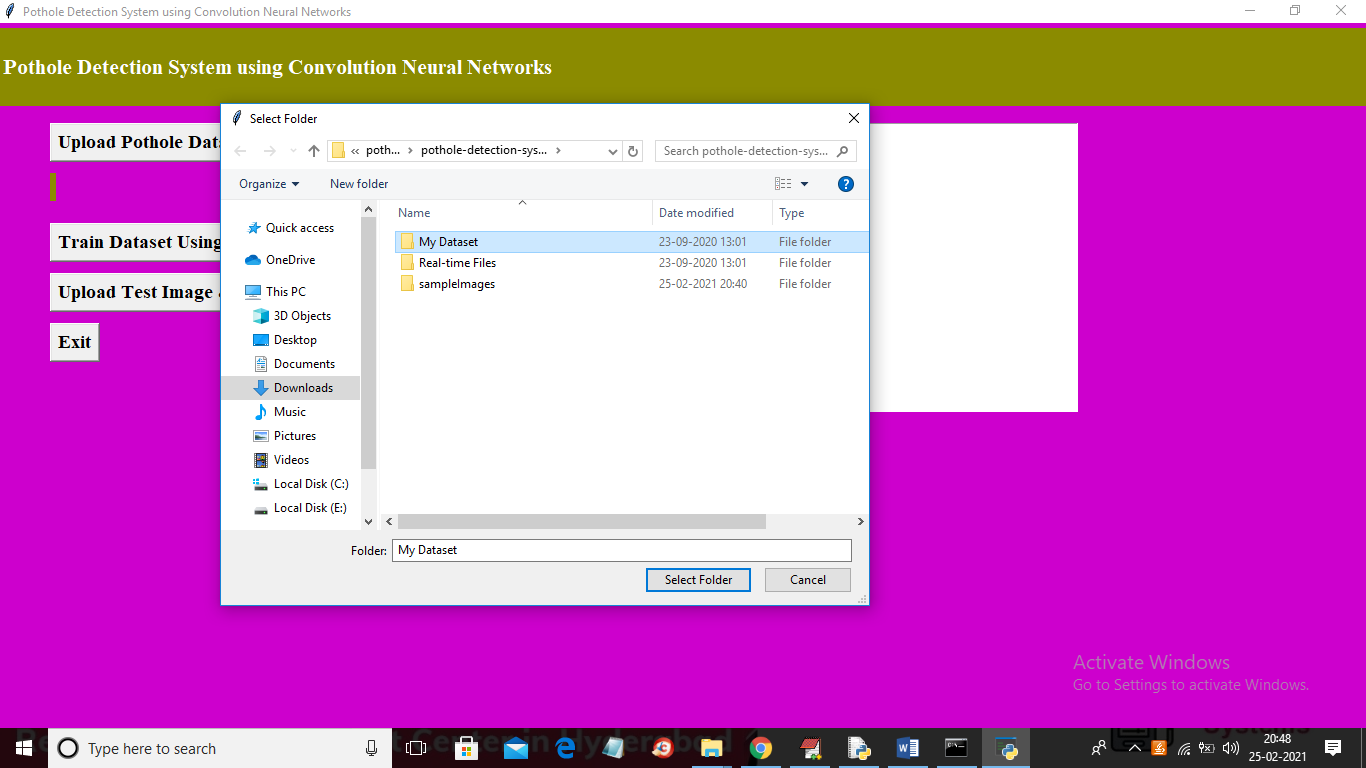 Pothole Detection System using Convolution Neural Networks
Pothole Detection System using Convolution Neural Networks
Upload Pothole Dat
Train Dataset Using
Upload Test Image
Exit
Select Folder
« poth... › pothole-detection-sys... ›
Search pothole-detection-sys...
Organize
New folder
?
Name Date modified Type
Quick access
OneDrive
This PC
3D Objects
Desktop
Documents
Downloads
Music
Pictures
Videos
Local Disk (C:)
Local Disk (E:)
My Dataset 23-09-2020 13:01 File folder
Real-time Files 23-09-2020 13:01 File folder
sampleImages 25-02-2021 20:40 File folder
Folder: My Dataset
Select Folder
Cancel
Activate Windows
Go to Settings to activate Windows.
Type here to search
Center in Hyderabad
Systems
20:48
25-02-2021